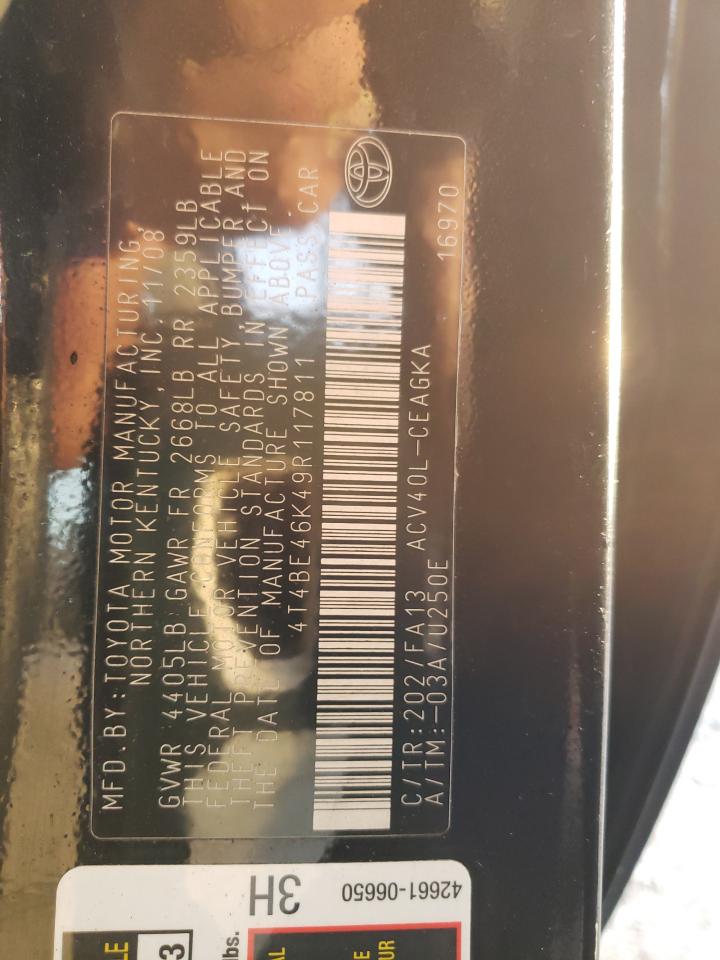 MFD.BY:TOYOTA MOTOR MANUFACTURING,
NORTHERN KENTUCKY,INC. 11/08
GVWR 4405LB GAWR FR 2668LB RR 2359LB
THIS VEHICLE CONFORMS TO ALL APPLICABLE
FEDERAL MOTOR VEHICLE SAFETY, BUMPER, AND
THEFT PREVENTION STANDARDS IN EFFECT ON
THE DATE OF MANUFACTURE SHOWN ABOVE.
4T4BE46K49R117811 PASS.CAR
C/TR:202/FA13 ACV40L-CEAGKA 16970
A/TM:-03A/U250E
42661-06650
3H
lbs.
3